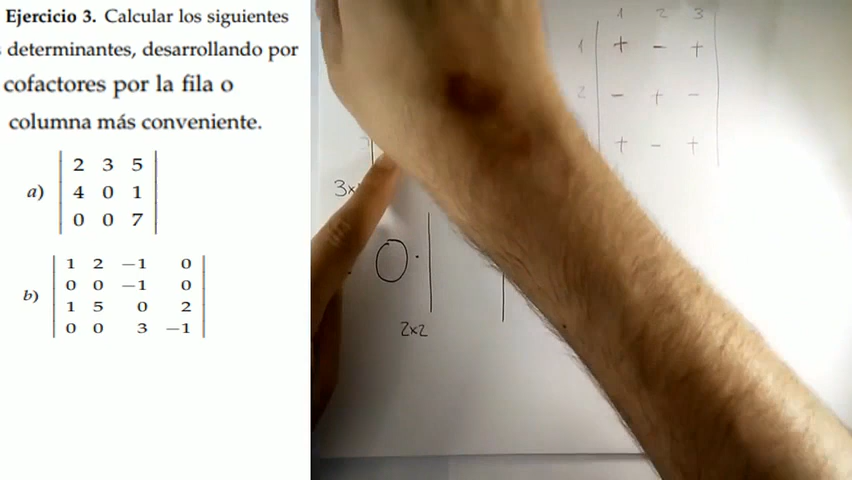 Ejercicio 3. Calcular los siguientes
determinantes, desarrollando por
cofactores por la fila o
columna más conveniente.
a) | 2 3 5 |
| 4 0 1 |
| 0 0 7 |
b) | 1 2 −1 0 |
| 0 0 −1 0 |
| 1 5 0 2 |
| 0 0 3 −1 |
1 2 3
1 | + − + |
2 | − + − |
+ − + |
3x
0 · | |
2x2